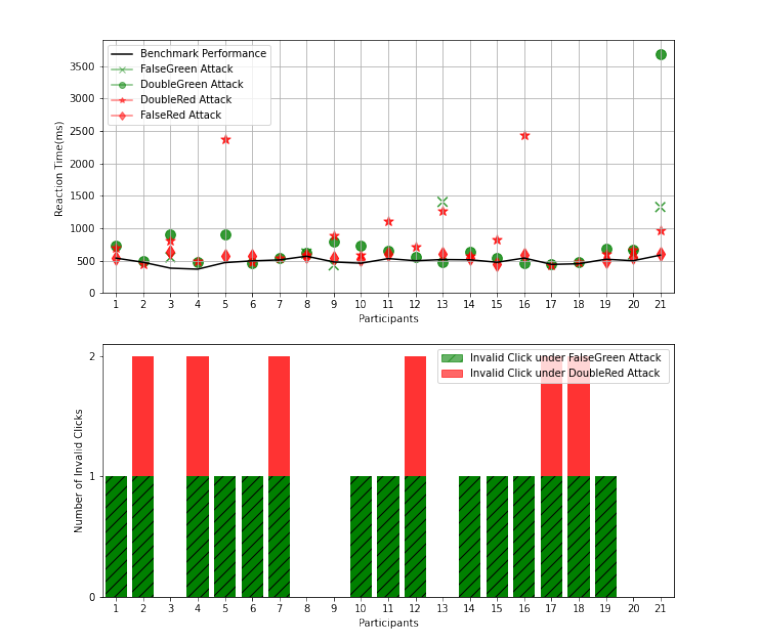 Benchmark Performance
FalseGreen Attack
DoubleGreen Attack
DoubleRed Attack
FalseRed Attack
3500
3000
2500
2000
1500
1000
500
0
Reaction Time(ms)
1 2 3 4 5 6 7 8 9 10 11 12 13 14 15 16 17 18 19 20 21
Participants
Invalid Click under FalseGreen Attack
Invalid Click under DoubleRed Attack
2
1
0
Number of Invalid Clicks
1 2 3 4 5 6 7 8 9 10 11 12 13 14 15 16 17 18 19 20 21
Participants